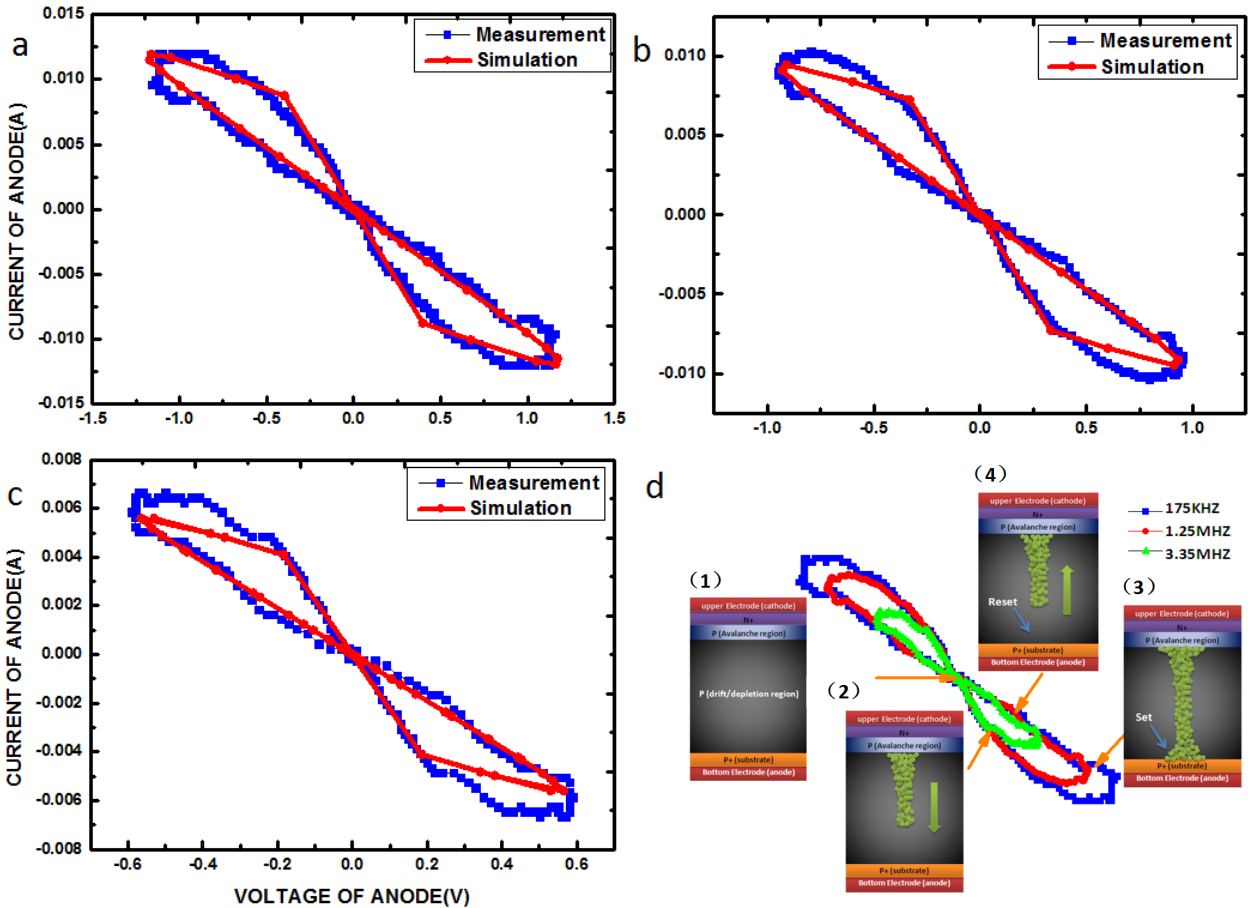 a
Measurement
Simulation
CURRENT OF ANODE(A)
0.015
0.010
0.005
0.000
-0.005
-0.010
-0.015
-1.5
-1.0
-0.5
0.0
0.5
1.0
1.5
b
Measurement
Simulation
0.010
0.005
0.000
-0.005
-0.010
-1.0
-0.5
0.0
0.5
1.0
c
Measurement
Simulation
CURRENT OF ANODE(A)
0.008
0.006
0.004
0.002
0.000
-0.002
-0.004
-0.006
-0.008
-0.6
-0.4
-0.2
0.0
0.2
0.4
0.6
VOLTAGE OF ANODE(V)
d
175KHZ
1.25MHZ
3.35MHZ
(1)
upper Electrode (cathode)
N+
P (Avalanche region)
P (drift/depletion region)
P+ (substrate)
Bottom Electrode (anode)
(2)
upper Electrode (cathode)
N+
P (Avalanche region)
P+ (substrate)
Bottom Electrode (anode)
(3)
upper Electrode (cathode)
N+
P (Avalanche region)
Set
P+ (substrate)
Bottom Electrode (anode)
(4)
upper Electrode (cathode)
N+
P (Avalanche region)
Reset
P+ (substrate)
Bottom Electrode (anode)